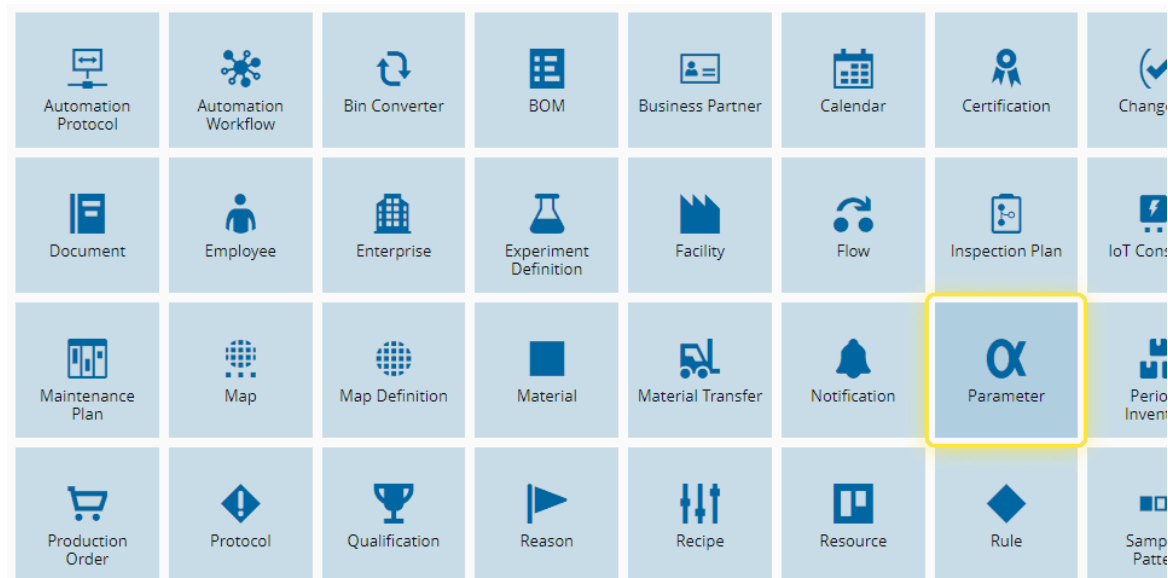 Automation
Protocol
Automation
Workflow
Bin Converter
BOM
Business Partner
Calendar
Certification
Document
Employee
Enterprise
Experiment
Definition
Facility
Flow
Inspection Plan
IoT
Maintenance
Plan
Map
Map Definition
Material
Material Transfer
Notification
Parameter
Production
Order
Protocol
Qualification
Reason
Recipe
Resource
Rule